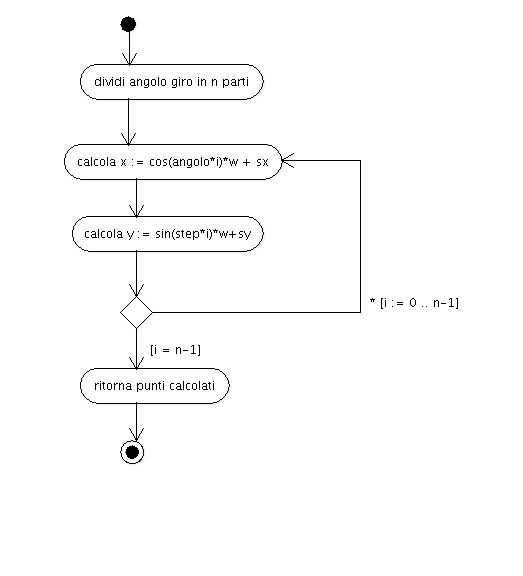 dividi angolo giro in n parti
calcola x := cos(angolo*i)*w + sx
calcola y := sin(step*i)*w+sy
* [i := 0 .. n-1]
[i = n-1]
ritorna punti calcolati